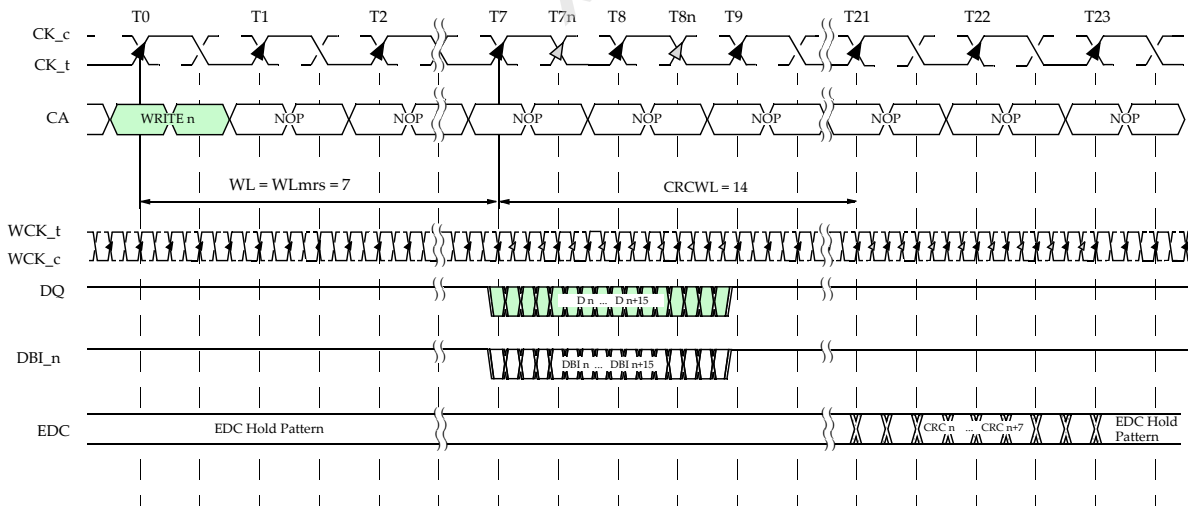 T0 T1 T2 T7 T7n T8 T8n T9 T21 T22 T23
CK_c
CK_t
CA WRITE n NOP NOP NOP NOP NOP NOP NOP NOP
WL = WLmrs = 7 CRCWL = 14
WCK_t
WCK_c
DQ D n ... D n+15
DBI_n DBI n ... DBI n+15
EDC EDC Hold Pattern CRC n ... CRC n+7 EDC Hold
Pattern